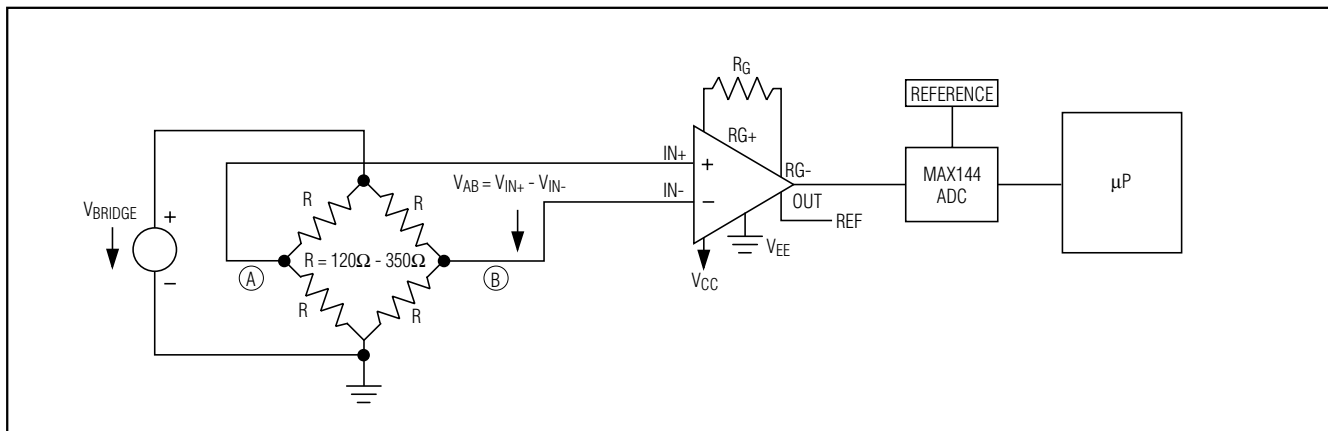 RG
REFERENCE
RG+
IN+
+
RG-
MAX144
ADC
µP
VAB = VIN+ - VIN-
IN-
−
OUT
REF
VEE
VCC
R
R
VBRIDGE
+
−
R = 120Ω - 350Ω
A
B
R
R